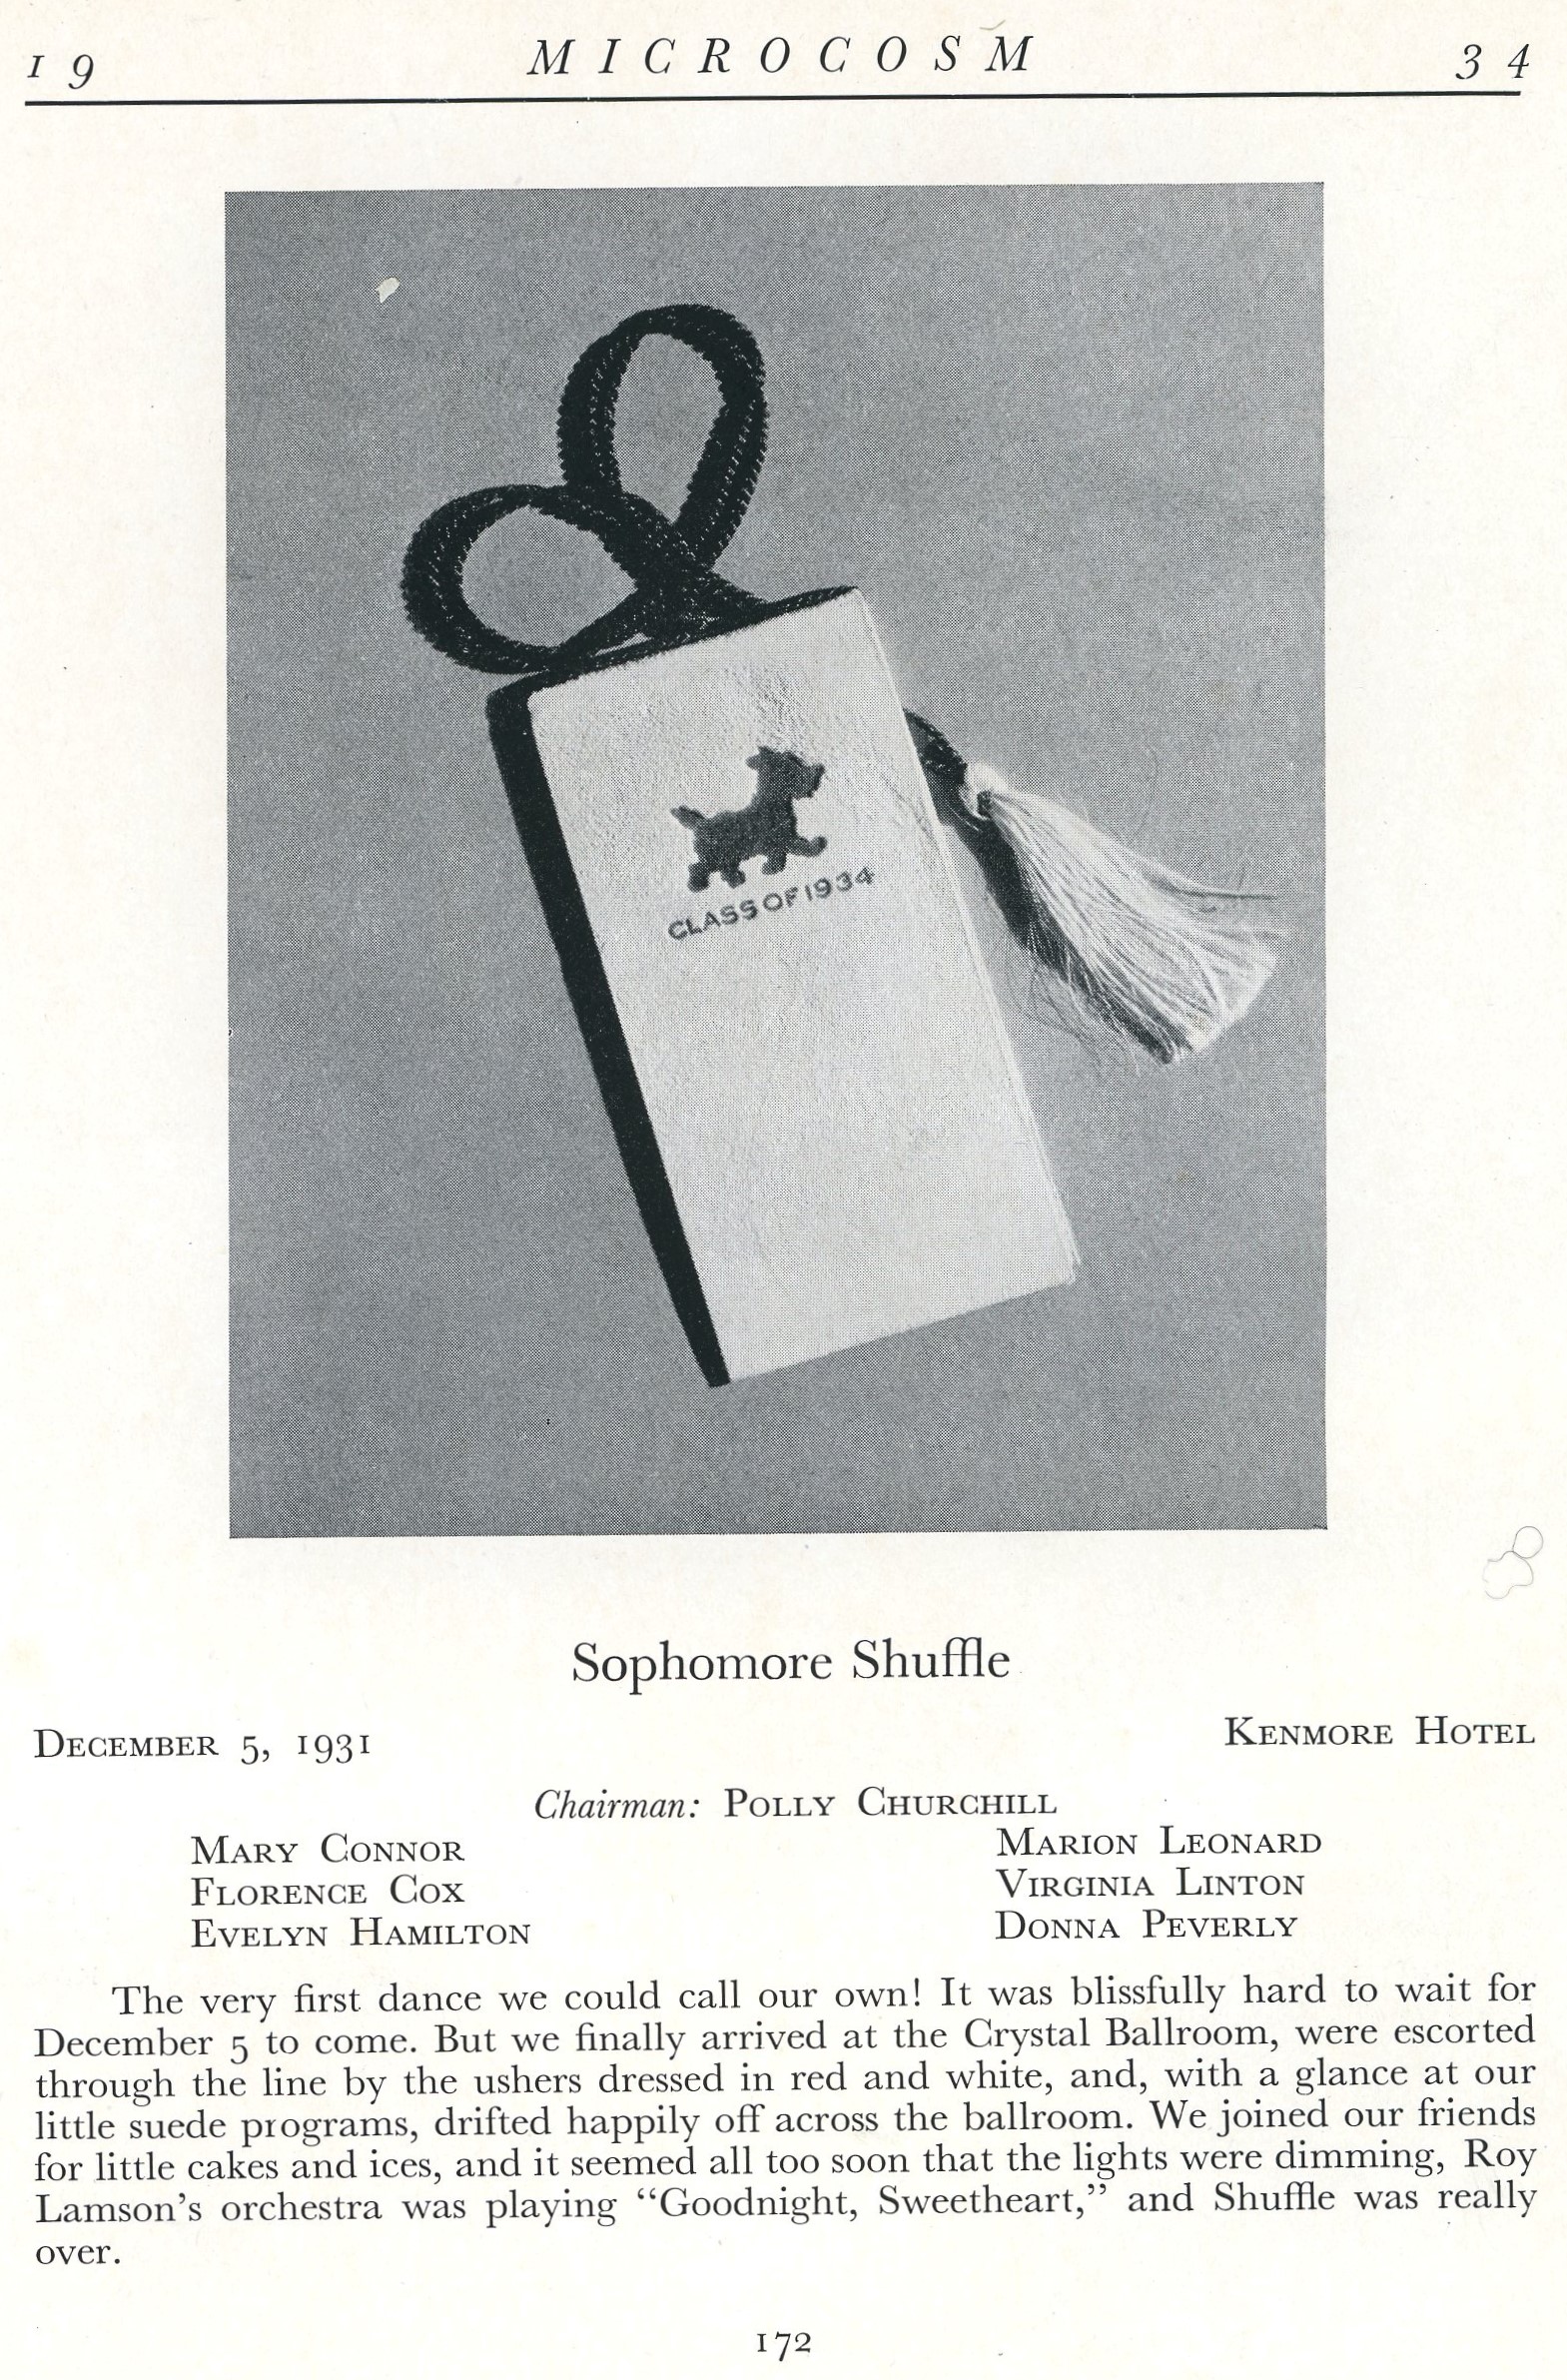 19 MICROCOSM 34
CLASS OF 1934
Sophomore Shuffle
DECEMBER 5, 1931 KENMORE HOTEL
Chairman: POLLY CHURCHILL
MARY CONNOR MARION LEONARD
FLORENCE COX VIRGINIA LINTON
EVELYN HAMILTON DONNA PEVERLY
The very first dance we could call our own! It was blissfully hard to wait for
December 5 to come. But we finally arrived at the Crystal Ballroom, were escorted
through the line by the ushers dressed in red and white, and, with a glance at our
little suede programs, drifted happily off across the ballroom. We joined our friends
for little cakes and ices, and it seemed all too soon that the lights were dimming, Roy
Lamson's orchestra was playing “Goodnight, Sweetheart,” and Shuffle was really
over.
172